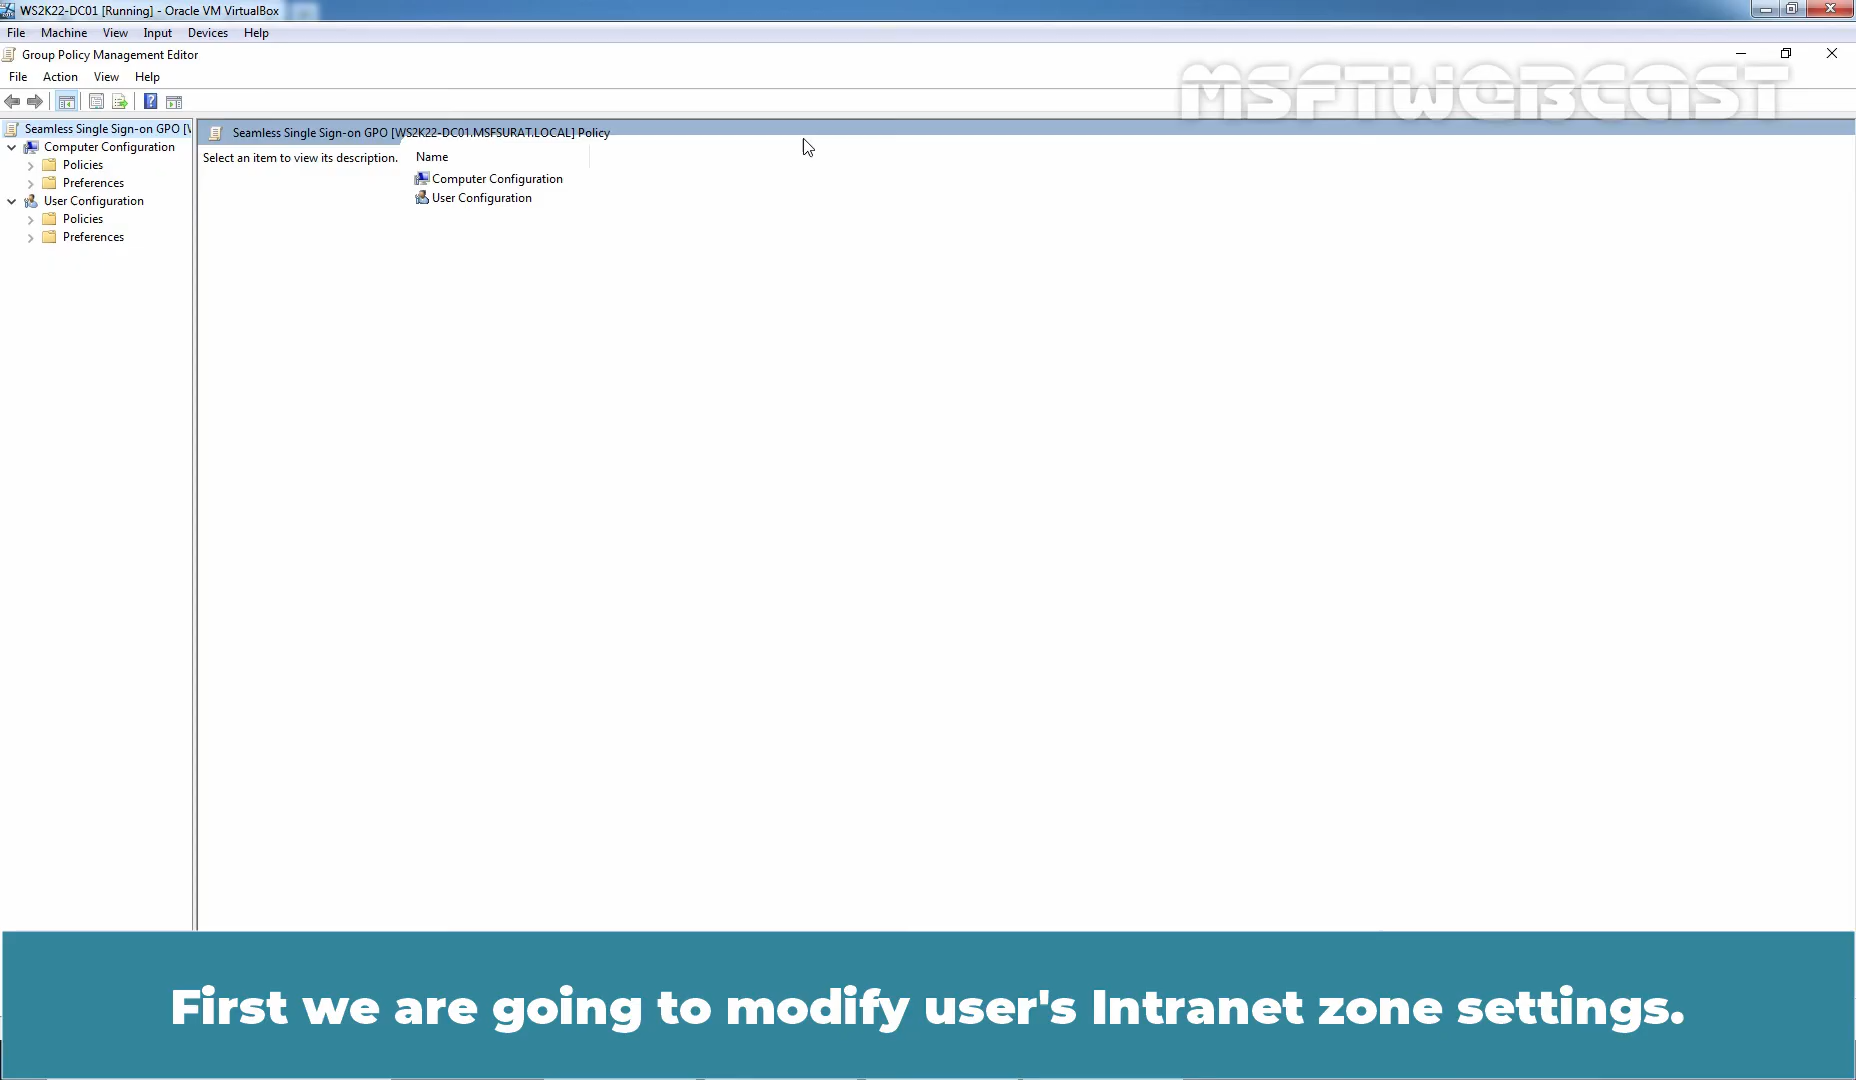 WS2K22-DC01 [Running] - Oracle VM VirtualBox
File Machine View Input Devices Help
Group Policy Management Editor
File Action View Help
MSFTWEBCAST
Seamless Single Sign-on GPO [V
Computer Configuration
Policies
Preferences
User Configuration
Policies
Preferences
Seamless Single Sign-on GPO [WS2K22-DC01.MSFSURAT.LOCAL] Policy
Select an item to view its description.
Name
Computer Configuration
User Configuration
First we are going to modify user's Intranet zone settings.